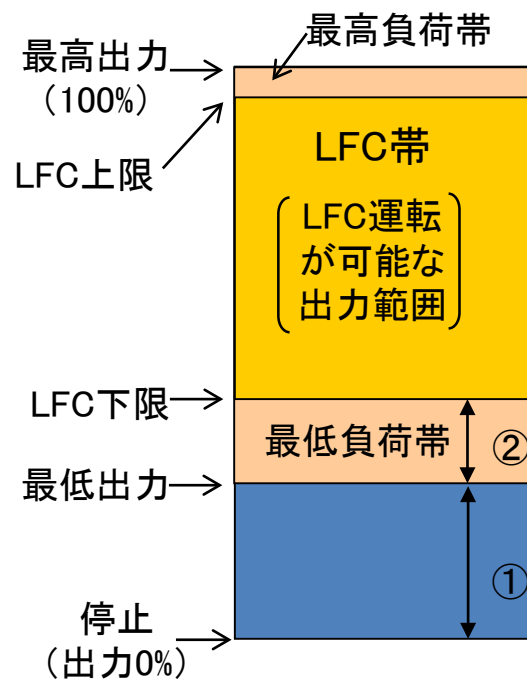 最高負荷帯
最高出力
（100%）
LFC上限
LFC帯
LFC運転
が可能な
出力範囲
LFC下限
最低負荷帯
②
最低出力
①
停止
（出力0%）